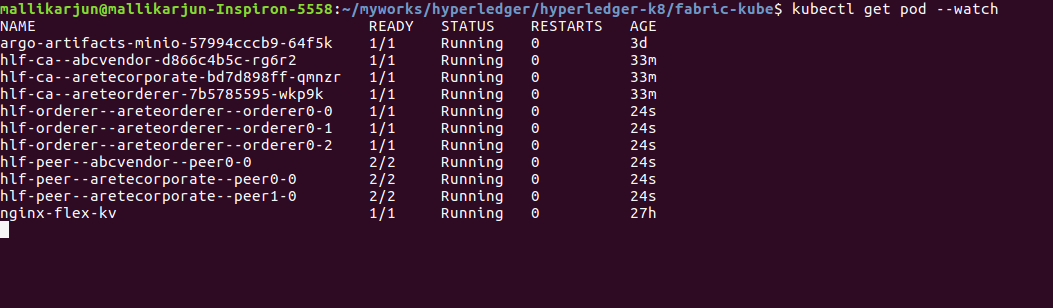 mallikarjun@mallikarjun-Inspiron-5558:~/myworks/hyperledger/hyperledger-k8/fabric-kube$ kubectl get pod --watch
NAME READY STATUS RESTARTS AGE
argo-artifacts-minio-57994cccb9-64f5k 1/1 Running 0 3d
hlf-ca--abcvendor-d866c4b5c-rg6r2 1/1 Running 0 33m
hlf-ca--aretecorporate-bd7d898ff-qmnzr 1/1 Running 0 33m
hlf-ca--areteorderer-7b5785595-wkp9k 1/1 Running 0 33m
hlf-orderer--areteorderer--orderer0-0 1/1 Running 0 24s
hlf-orderer--areteorderer--orderer0-1 1/1 Running 0 24s
hlf-orderer--areteorderer--orderer0-2 1/1 Running 0 24s
hlf-peer--abcvendor--peer0-0 2/2 Running 0 24s
hlf-peer--aretecorporate--peer0-0 2/2 Running 0 24s
hlf-peer--aretecorporate--peer1-0 2/2 Running 0 24s
nginx-flex-kv 1/1 Running 0 27h